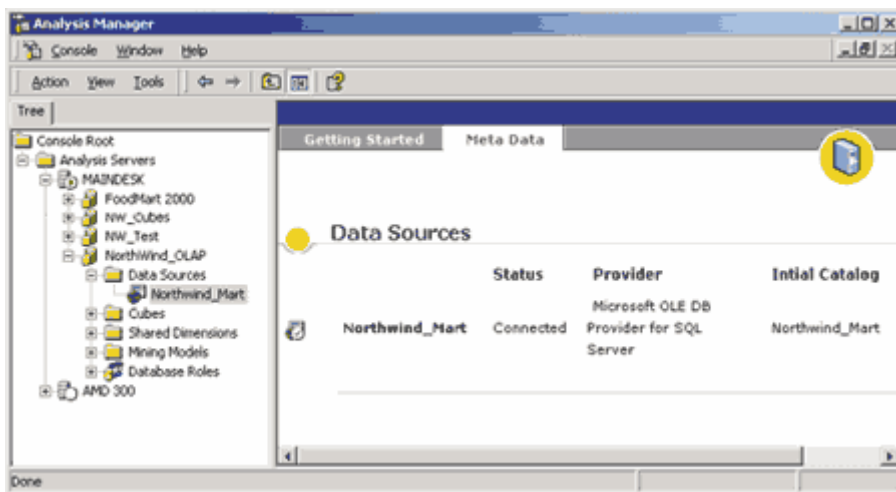 Analysis Manager
Console Window Help
Action View Tools
Tree
Console Root
Analysis Servers
MAINDESK
FoodMart 2000
NW_Cubes
NW_Test
NorthWind_OLAP
Data Sources
Northwind_Mart
Cubes
Shared Dimensions
Mining Models
Database Roles
AMD 300
Getting Started Meta Data
Data Sources
Status Provider Intial Catalog
Northwind_Mart Connected Microsoft OLE DB Provider for SQL Server Northwind_Mart
Done